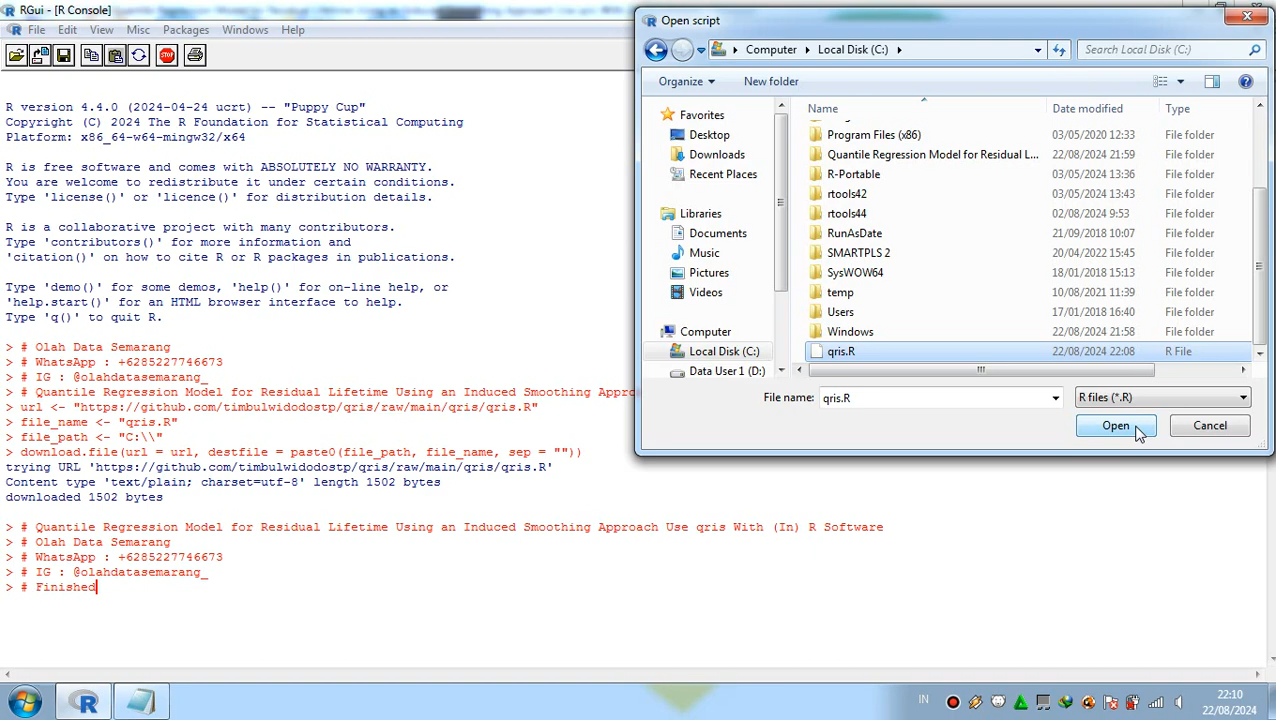 RGui - [R Console]
File Edit View Misc Packages Windows Help
R version 4.4.0 (2024-04-24 ucrt) -- "Puppy Cup"
Copyright (C) 2024 The R Foundation for Statistical Computing
Platform: x86_64-w64-mingw32/x64
R is free software and comes with ABSOLUTELY NO WARRANTY.
You are welcome to redistribute it under certain conditions.
Type 'license()' or 'licence()' for distribution details.
R is a collaborative project with many contributors.
Type 'contributors()' for more information and
'citation()' on how to cite R or R packages in publications.
Type 'demo()' for some demos, 'help()' for on-line help, or
'help.start()' for an HTML browser interface to help.
Type 'q()' to quit R.
> # Olah Data Semarang
> # WhatsApp : +6285227746673
> # IG : @olahdatasemarang_
> # Quantile Regression Model for Residual Lifetime Using an Induced Smoothing Approa
> url <- "https://github.com/timbulwidodostp/qris/raw/main/qris/qris.R"
> file_name <- "qris.R"
> file_path <- "C:\\"
> download.file(url = url, destfile = paste0(file_path, file_name, sep = ""))
trying URL 'https://github.com/timbulwidodostp/qris/raw/main/qris/qris.R'
Content type 'text/plain; charset=utf-8' length 1502 bytes
downloaded 1502 bytes
> # Quantile Regression Model for Residual Lifetime Using an Induced Smoothing Approach Use qris With (In) R Software
> # Olah Data Semarang
> # WhatsApp : +6285227746673
> # IG : @olahdatasemarang_
> # Finished
Open script
Computer Local Disk (C:)
Search Local Disk (C:)
Organize New folder
Favorites
Desktop
Downloads
Recent Places
Libraries
Documents
Music
Pictures
Videos
Computer
Local Disk (C:)
Data User 1 (D:)
Name Date modified Type
Program Files (x86) 03/05/2020 12:33 File folder
Quantile Regression Model for Residual L... 22/08/2024 21:59 File folder
R-Portable 03/05/2024 13:36 File folder
rtools42 03/05/2024 13:43 File folder
rtools44 02/08/2024 9:53 File folder
RunAsDate 21/09/2018 10:07 File folder
SMARTPLS 2 20/04/2022 15:45 File folder
SysWOW64 18/01/2018 15:13 File folder
temp 10/08/2021 11:39 File folder
Users 17/01/2018 16:40 File folder
Windows 22/08/2024 21:58 File folder
qris.R 22/08/2024 22:08 R File
File name: qris.R
R files (*.R)
Open Cancel
IN
22:10
22/08/2024